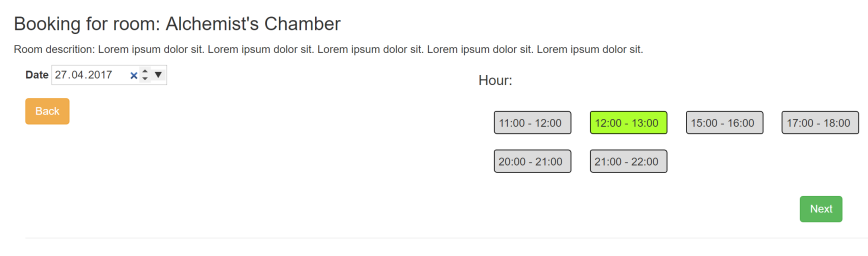 Booking for room: Alchemist's Chamber
Room descrition: Lorem ipsum dolor sit. Lorem ipsum dolor sit. Lorem ipsum dolor sit. Lorem ipsum dolor sit. Lorem ipsum dolor sit.
Date 27.04.2017
Hour:
Back
11:00 - 12:00 12:00 - 13:00 15:00 - 16:00 17:00 - 18:00
20:00 - 21:00 21:00 - 22:00
Next